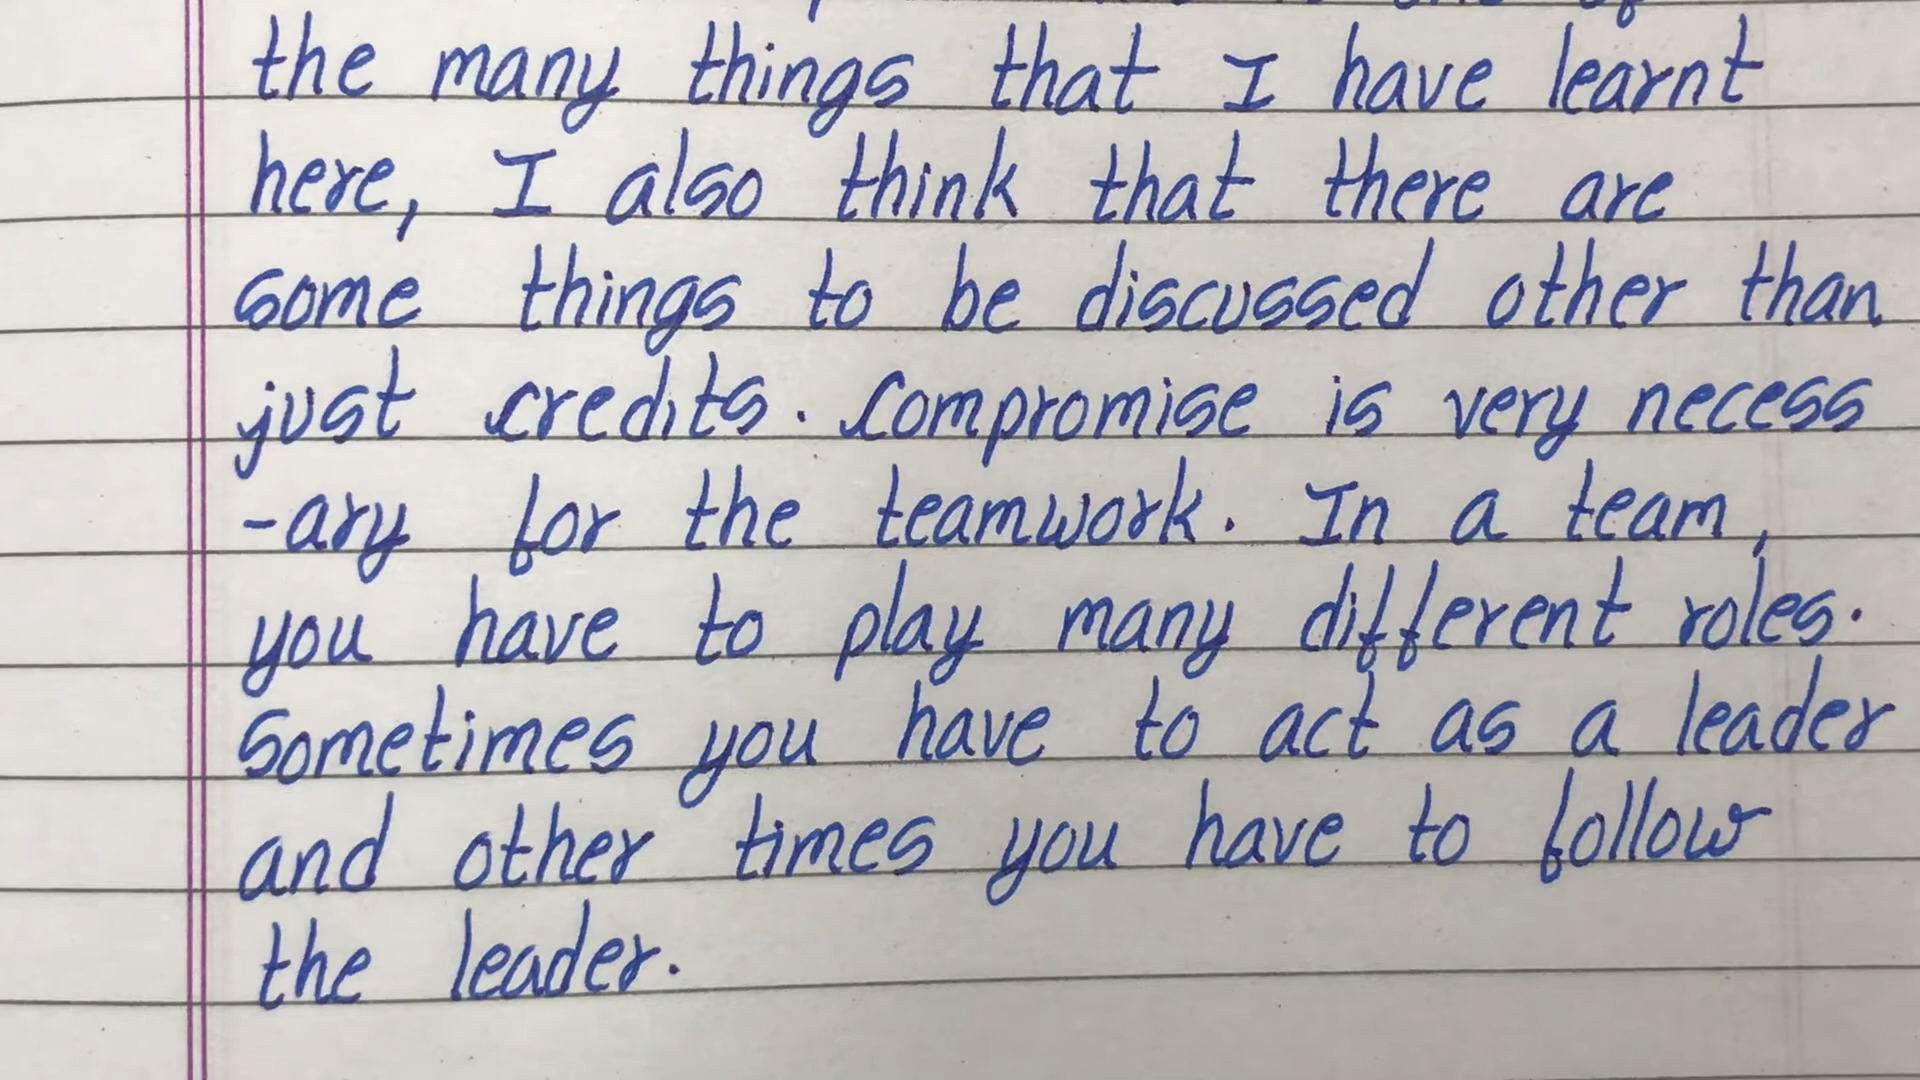 the many things that I have learnt
here, I also think that there are
some things to be discussed other than
just credits. Compromise is very necess
-ary for the teamwork. In a team,
you have to play many different roles.
Sometimes you have to act as a leader
and other times you have to follow
the leader.